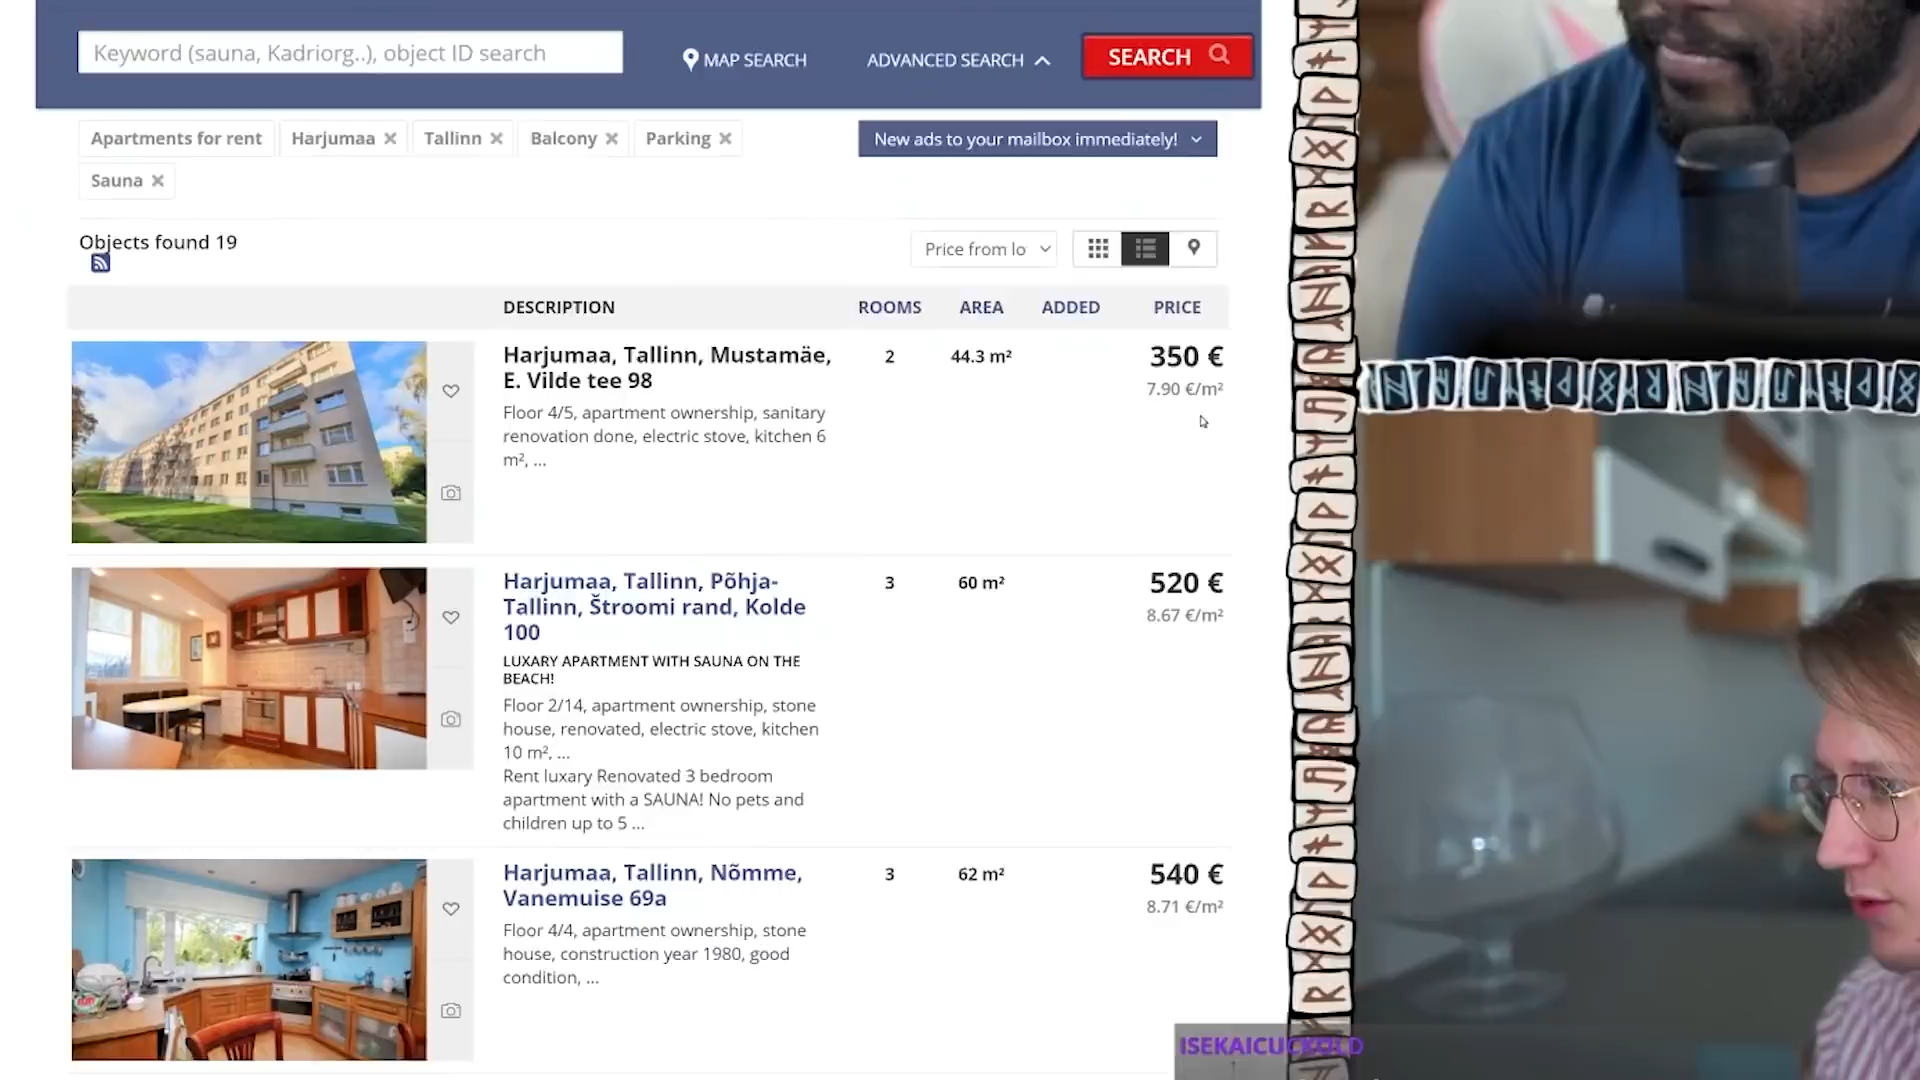 Keyword (sauna, Kadriorg..), object ID search
MAP SEARCH
ADVANCED SEARCH
SEARCH
Apartments for rent
Harjumaa
Tallinn
Balcony
Parking
New ads to your mailbox immediately!
Sauna
Objects found 19
Price from lo
DESCRIPTION
ROOMS
AREA
ADDED
PRICE
Harjumaa, Tallinn, Mustamäe,
E. Vilde tee 98
2
44.3 m²
350 €
7.90 €/m²
Floor 4/5, apartment ownership, sanitary
renovation done, electric stove, kitchen 6
m², ...
Harjumaa, Tallinn, Põhja-
Tallinn, Štroomi rand, Kolde
100
3
60 m²
520 €
8.67 €/m²
LUXARY APARTMENT WITH SAUNA ON THE
BEACH!
Floor 2/14, apartment ownership, stone
house, renovated, electric stove, kitchen
10 m², ...
Rent luxary Renovated 3 bedroom
apartment with a SAUNA! No pets and
children up to 5 ...
Harjumaa, Tallinn, Nõmme,
Vanemuise 69a
3
62 m²
540 €
8.71 €/m²
Floor 4/4, apartment ownership, stone
house, construction year 1980, good
condition, ...
ISEKAICUCKOLD